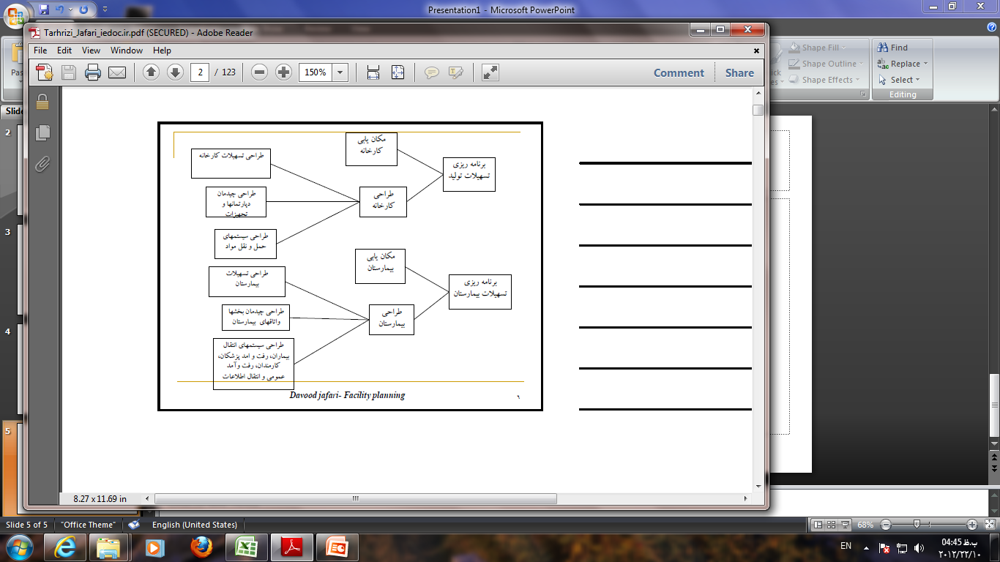 Presentation1 - Microsoft PowerPoint
Tarhrizi_Jafari_iedoc.ir.pdf (SECURED) - Adobe Reader
File Edit View Window Help
2 / 123 150% Comment Share
Shape Fill
Shape Outline
Shape Effects
Find
Replace
Select
Editing
Slide
2
3
4
5
مکان یابی
کارخانه
برنامه ریزی
تسهیلات تولید
طراحی
کارخانه
طراحی تسهیلات کارخانه
طراحی چیدمان
دپارتمانها و
تجهیزات
طراحی سیستمهای
حمل و نقل مواد
مکان یابی
بیمارستان
برنامه ریزی
تسهیلات بیمارستان
طراحی
بیمارستان
طراحی تسهیلات
بیمارستان
طراحی چیدمان بخشها
واتاقهای بیمارستان
طراحی سیستمهای انتقال
بیماران، رفت و امد پزشکان،
کارمندان، رفت وآمد
عمومی و انتقال اطلاعات
Davood jafari- Facility planning
8.27 x 11.69 in
Slide 5 of 5 "Office Theme" English (United States) 68%
EN
04:45 ب.ظ